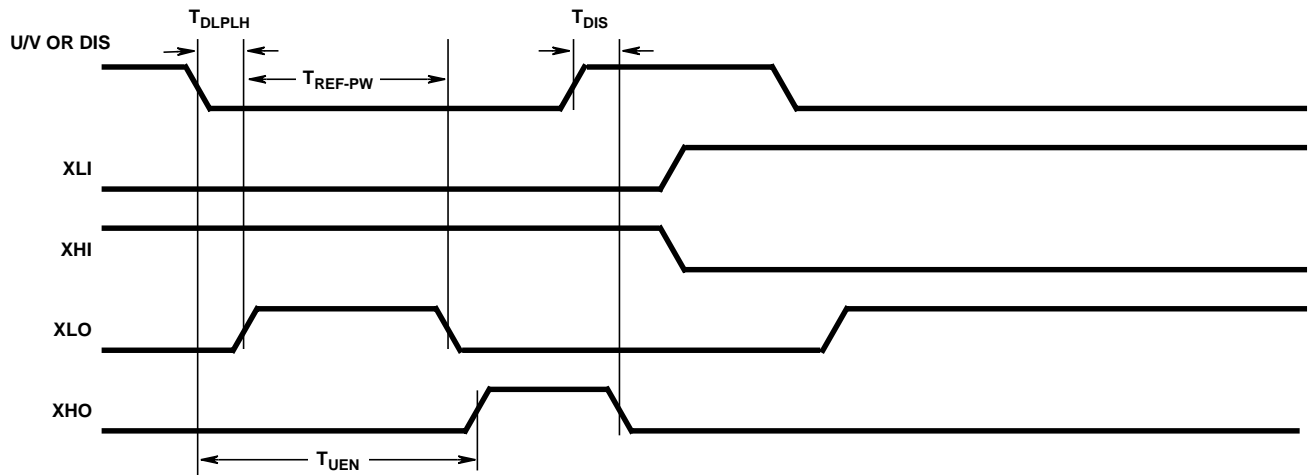 T_DLPLH
T_DIS
U/V OR DIS
T_REF-PW
XLI
XHI
XLO
XHO
T_UEN